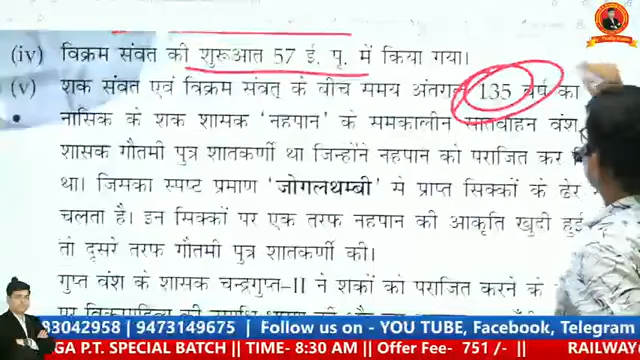 (iv) विक्रम संवत की शुरूआत 57 ई. पृ. में किया गया।
(v) शक संवत एवं विक्रम संवत् के बीच समय अंतराल 135 वर्ष का
• नासिक के शक शासक 'नहपान' के समकालीन सातवाहन वंश
शासक गौतमी पुत्र शातकर्णी था जिन्होंने नहपान को पराजित कर
था। जिसका स्पष्ट प्रमाण 'जोगलथम्बी' से प्राप्त सिक्कों के ढेर
चलता है। इन सिक्कों पर एक तरफ नहपान की आकृति खुदी हुई
तो दूसरे तरफ गौतमी पुत्र शातकर्णी की।
गुप्त वंश के शासक चन्द्रगुप्त-II ने शकों को पराजित करने के
93042958 | 9473149675 | Follow us on - YOU TUBE, Facebook, Telegram
GA P.T. SPECIAL BATCH || TIME- 8:30 AM || Offer Fee- 751 /- || RAILWAY